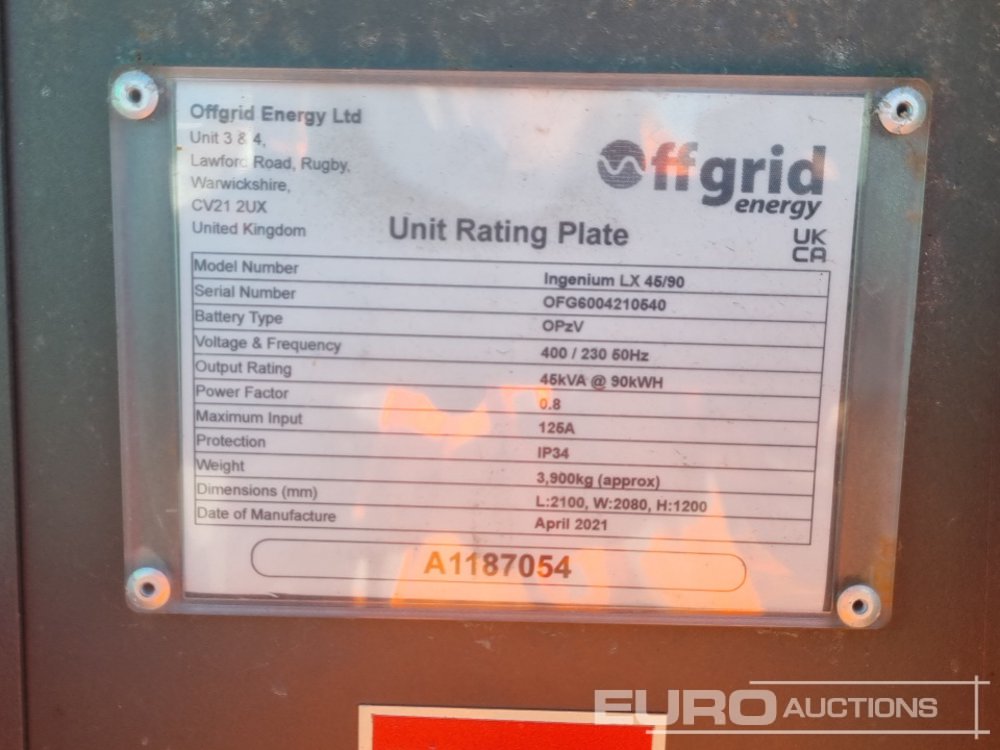 Offgrid Energy Ltd
Unit 3 & 4,
Lawford Road, Rugby,
Warwickshire,
CV21 2UX
United Kingdom
Offgrid
energy
Unit Rating Plate
UK
CA
Model Number Ingenium LX 45/90
Serial Number OFG6004210540
Battery Type OPzV
Voltage & Frequency 400 / 230 50Hz
Output Rating 45kVA @ 90kWH
Power Factor 0.8
Maximum Input 125A
Protection IP34
Weight 3,900kg (approx)
Dimensions (mm) L:2100, W:2080, H:1200
Date of Manufacture April 2021
A1187054
EURO AUCTIONS